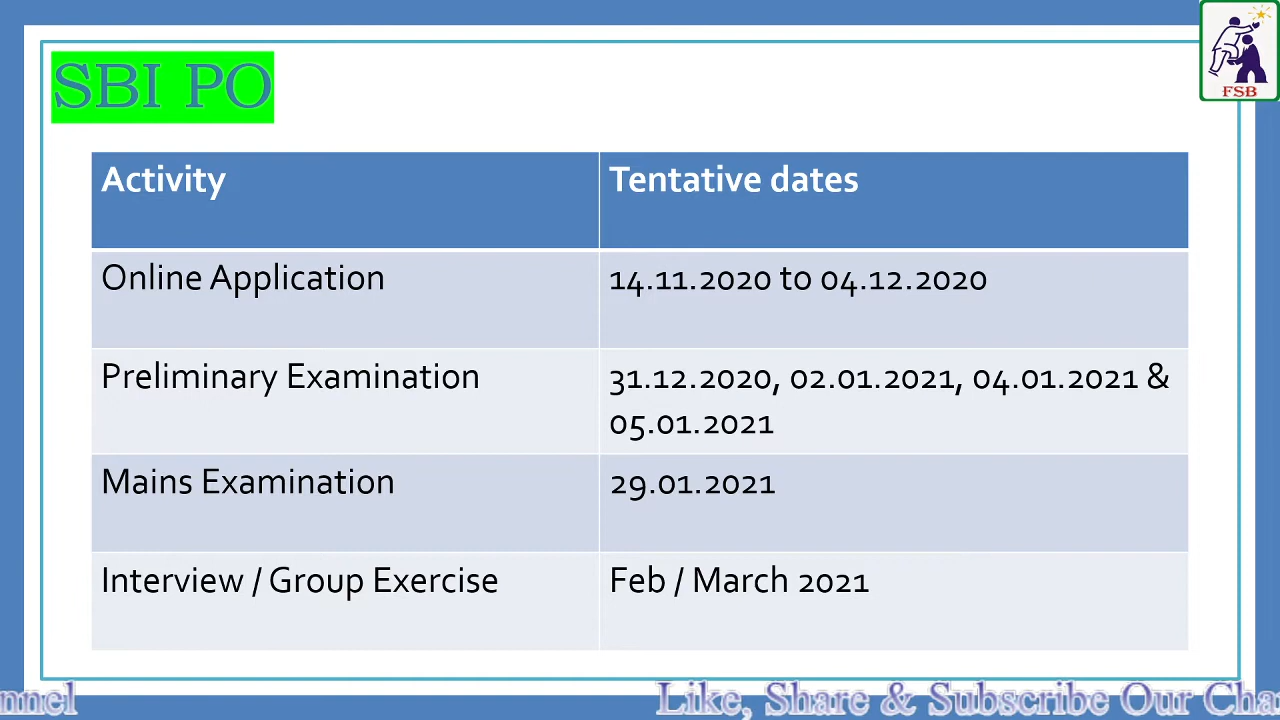 SBI PO
FSB
Activity
Tentative dates
Online Application
14.11.2020 to 04.12.2020
Preliminary Examination
31.12.2020, 02.01.2021, 04.01.2021 &
05.01.2021
Mains Examination
29.01.2021
Interview / Group Exercise
Feb / March 2021
nnel
Like, Share & Subscribe Our Cha